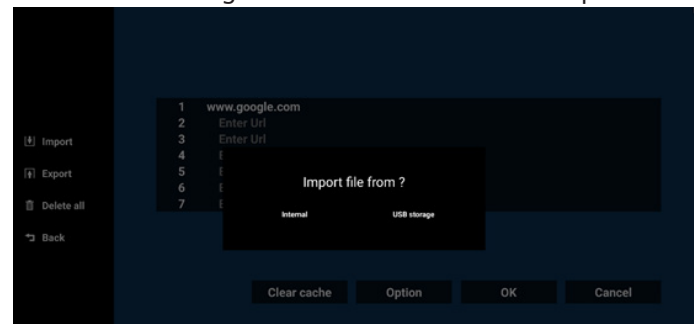 1 www.google.com
2 Enter Url
3 Enter Url
4 E
5 E
6 E
7 E
Import
Export
Delete all
Back
Import file from ?
Internal USB storage
Clear cache Option OK Cancel